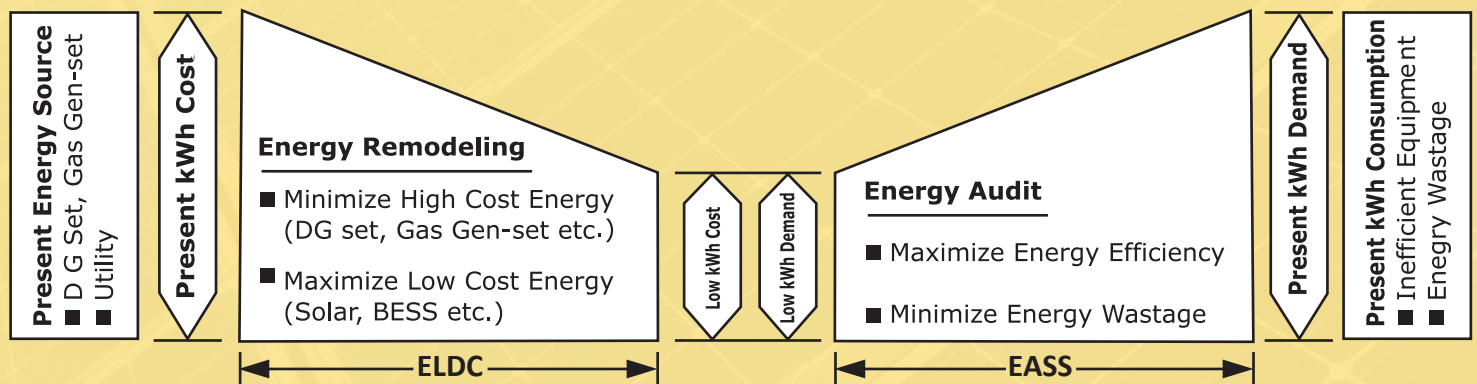 Present Energy Source
■ D G Set, Gas Gen-set
■ Utility
Present kWh Cost
Energy Remodeling
■ Minimize High Cost Energy
(DG set, Gas Gen-set etc.)
■ Maximize Low Cost Energy
(Solar, BESS etc.)
ELDC
Low kWh Cost
Low kWh Demand
Energy Audit
■ Maximize Energy Efficiency
■ Minimize Energy Wastage
EASS
Present kWh Demand
Present kWh Consumption
■ Inefficient Equipment
■ Enegry Wastage